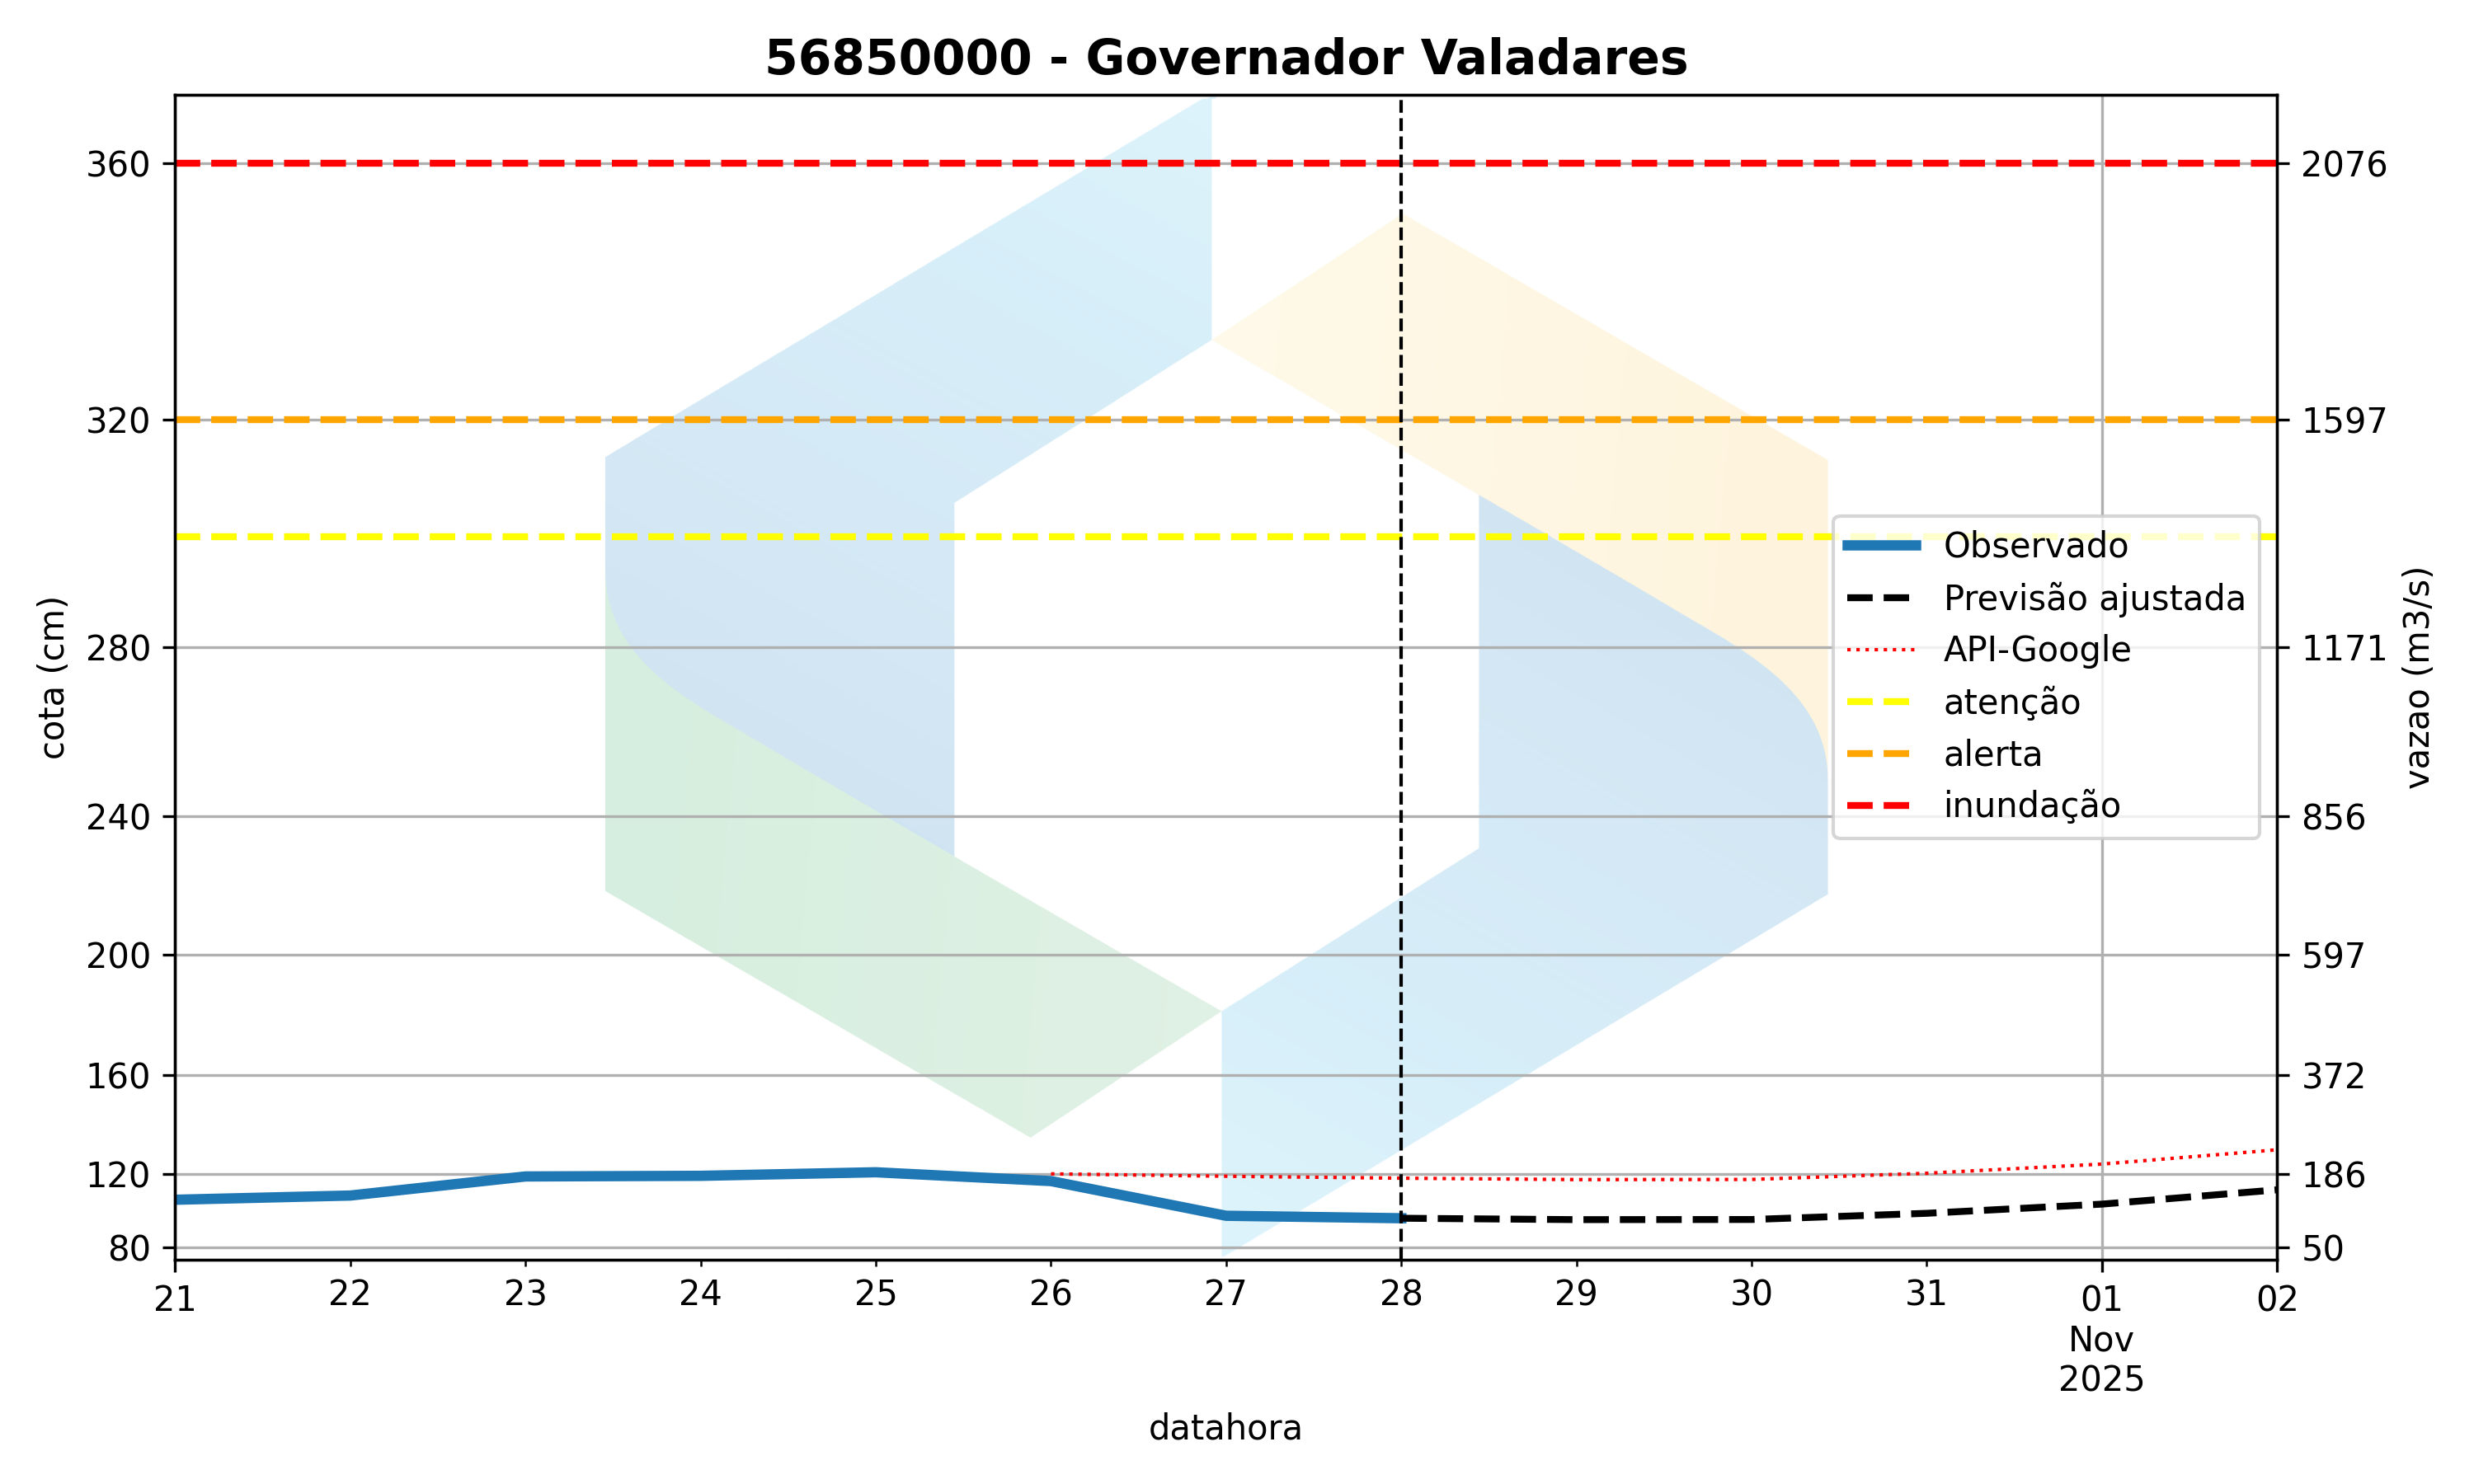 56850000 - Governador Valadares
cota (cm)
360
320
280
240
200
160
120
80
2076
1597
1171
856
597
372
186
50
vazao (m3/s)
Observado
Previsão ajustada
API-Google
atenção
alerta
inundação
21 22 23 24 25 26 27 28 29 30 31 01 02
Nov
2025
datahora